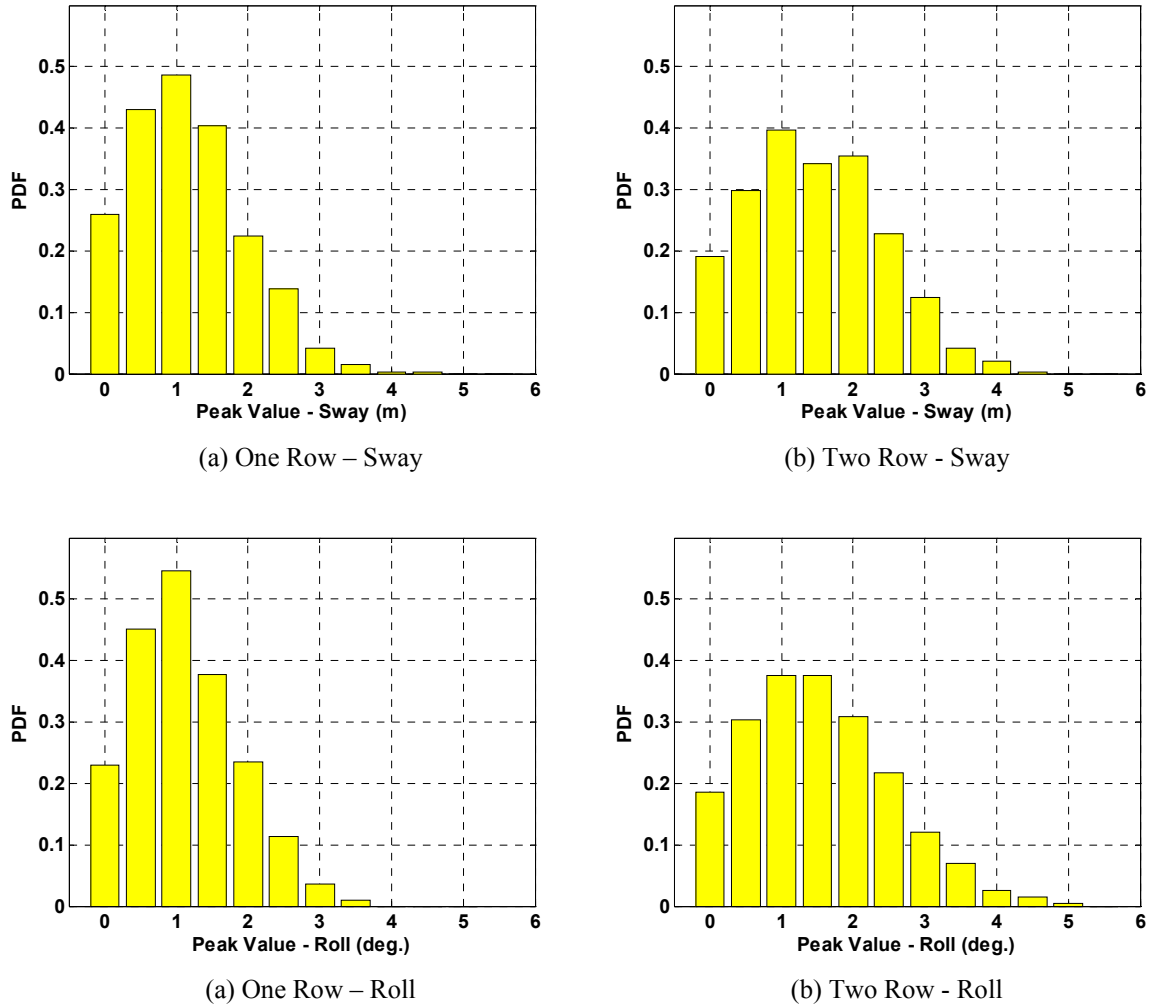 0.5
0.4
0.3
0.2
0.1
0
PDF
0 1 2 3 4 5 6
Peak Value - Sway (m)
(a) One Row – Sway
0.5
0.4
0.3
0.2
0.1
0
PDF
0 1 2 3 4 5 6
Peak Value - Sway (m)
(b) Two Row - Sway
0.5
0.4
0.3
0.2
0.1
0
PDF
0 1 2 3 4 5 6
Peak Value - Roll (deg.)
(a) One Row – Roll
0.5
0.4
0.3
0.2
0.1
0
PDF
0 1 2 3 4 5 6
Peak Value - Roll (deg.)
(b) Two Row - Roll